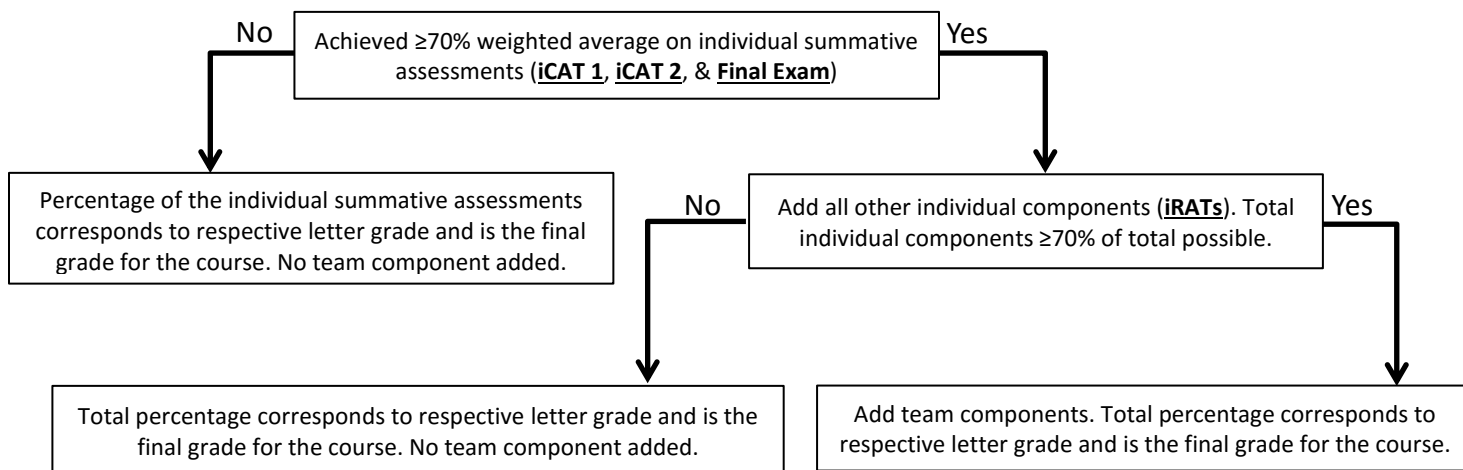 No
Achieved ≥70% weighted average on individual summative
assessments (iCAT 1, iCAT 2, & Final Exam)
Yes
Percentage of the individual summative assessments
corresponds to respective letter grade and is the final
grade for the course. No team component added.
No
Add all other individual components (iRATs). Total
individual components ≥70% of total possible.
Yes
Total percentage corresponds to respective letter grade and is the
final grade for the course. No team component added.
Add team components. Total percentage corresponds to
respective letter grade and is the final grade for the course.